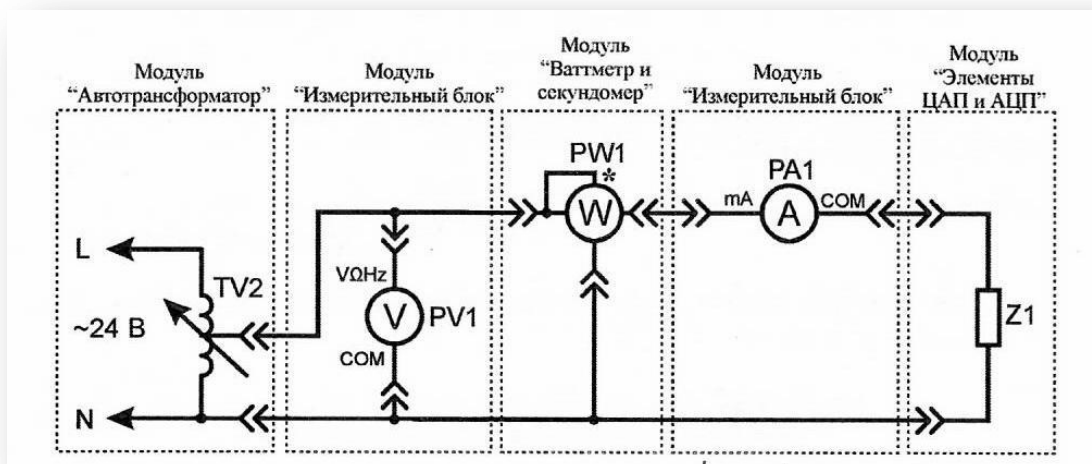 Модуль
“Автотрансформатор”
Модуль
“Измерительный блок”
Модуль
“Ваттметр и
секундомер”
Модуль
“Измерительный блок”
Модуль
“Элементы
ЦАП и АЦП”
PW1
*
W
PA1
mA
A
COM
L
TV2
~24 В
N
VΩHz
V
PV1
COM
Z1